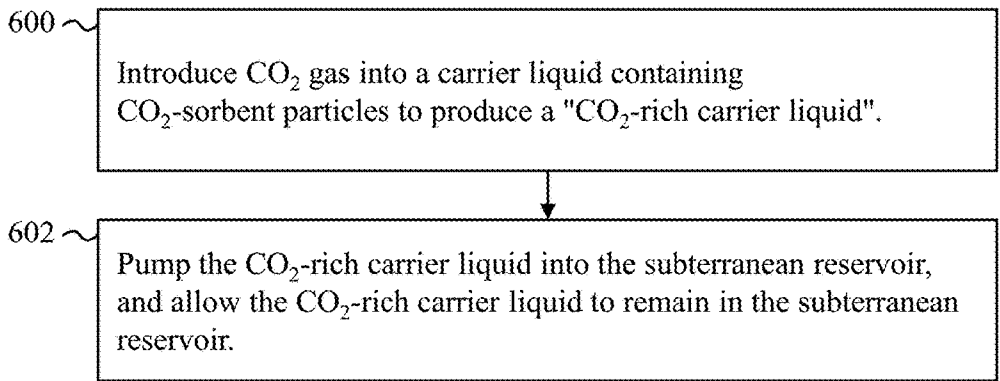 600
Introduce CO₂ gas into a carrier liquid containing
CO₂-sorbent particles to produce a "CO₂-rich carrier liquid".
602
Pump the CO₂-rich carrier liquid into the subterranean reservoir,
and allow the CO₂-rich carrier liquid to remain in the subterranean
reservoir.